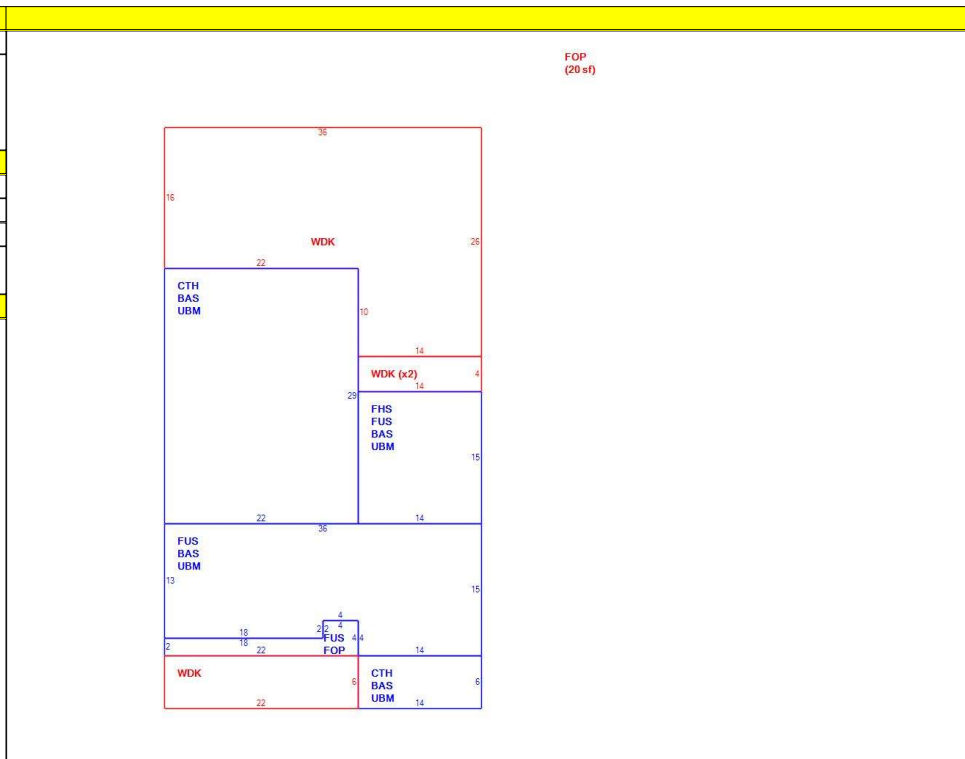 FOP
(20 sf)
36
16
WDK
26
22
CTH
BAS
UBM
10
14
WDK (x2)
4
14
29
FHS
FUS
BAS
UBM
15
22
14
36
FUS
BAS
UBM
13
15
4
4
18
2
2
FUS
4
4
2
18
22
FOP
14
WDK
CTH
BAS
UBM
6
6
22
14